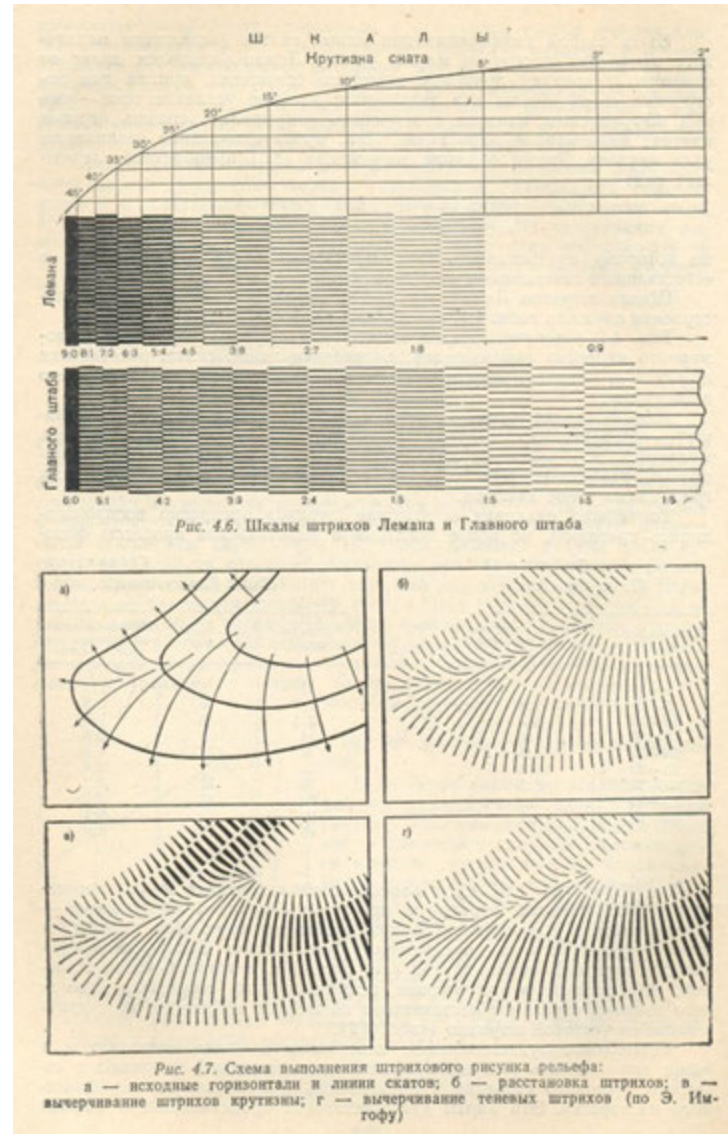 ШКАЛЫ
Крутизна ската
45° 40° 35° 30° 25° 20° 15° 10° 5° 3° 2°
Лемана
9:0 8:1 7:2 6:3 5:4 4:5 3:6 2:7 1:8 0:9
Главного штаба
6:0 5:1 4:2 3:3 2:4 1:5 1:5 1:5 1:5
Рис. 4.6. Шкалы штрихов Лемана и Главного штаба
а)
б)
в)
г)
Рис. 4.7. Схема выполнения штрихового рисунка рельефа:
а — исходные горизонтали и линии скатов; б — расстановка штрихов; в —
вычерчивание штрихов крутизны; г — вычерчивание теневых штрихов (по Э. Им-
гофу)